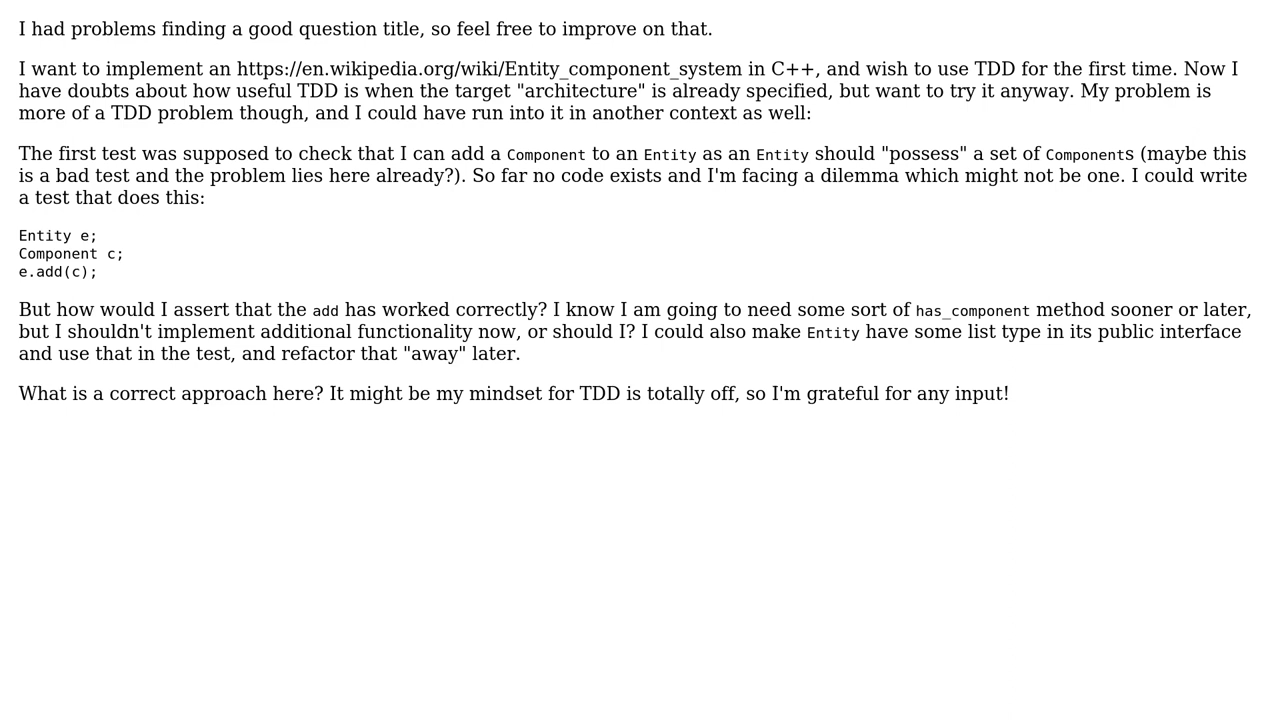 I had problems finding a good question title, so feel free to improve on that.
I want to implement an https://en.wikipedia.org/wiki/Entity_component_system in C++, and wish to use TDD for the first time. Now I
have doubts about how useful TDD is when the target "architecture" is already specified, but want to try it anyway. My problem is
more of a TDD problem though, and I could have run into it in another context as well:
The first test was supposed to check that I can add a Component to an Entity as an Entity should "possess" a set of Components (maybe this
is a bad test and the problem lies here already?). So far no code exists and I'm facing a dilemma which might not be one. I could write
a test that does this:
Entity e;
Component c;
e.add(c);
But how would I assert that the add has worked correctly? I know I am going to need some sort of has_component method sooner or later,
but I shouldn't implement additional functionality now, or should I? I could also make Entity have some list type in its public interface
and use that in the test, and refactor that "away" later.
What is a correct approach here? It might be my mindset for TDD is totally off, so I'm grateful for any input!